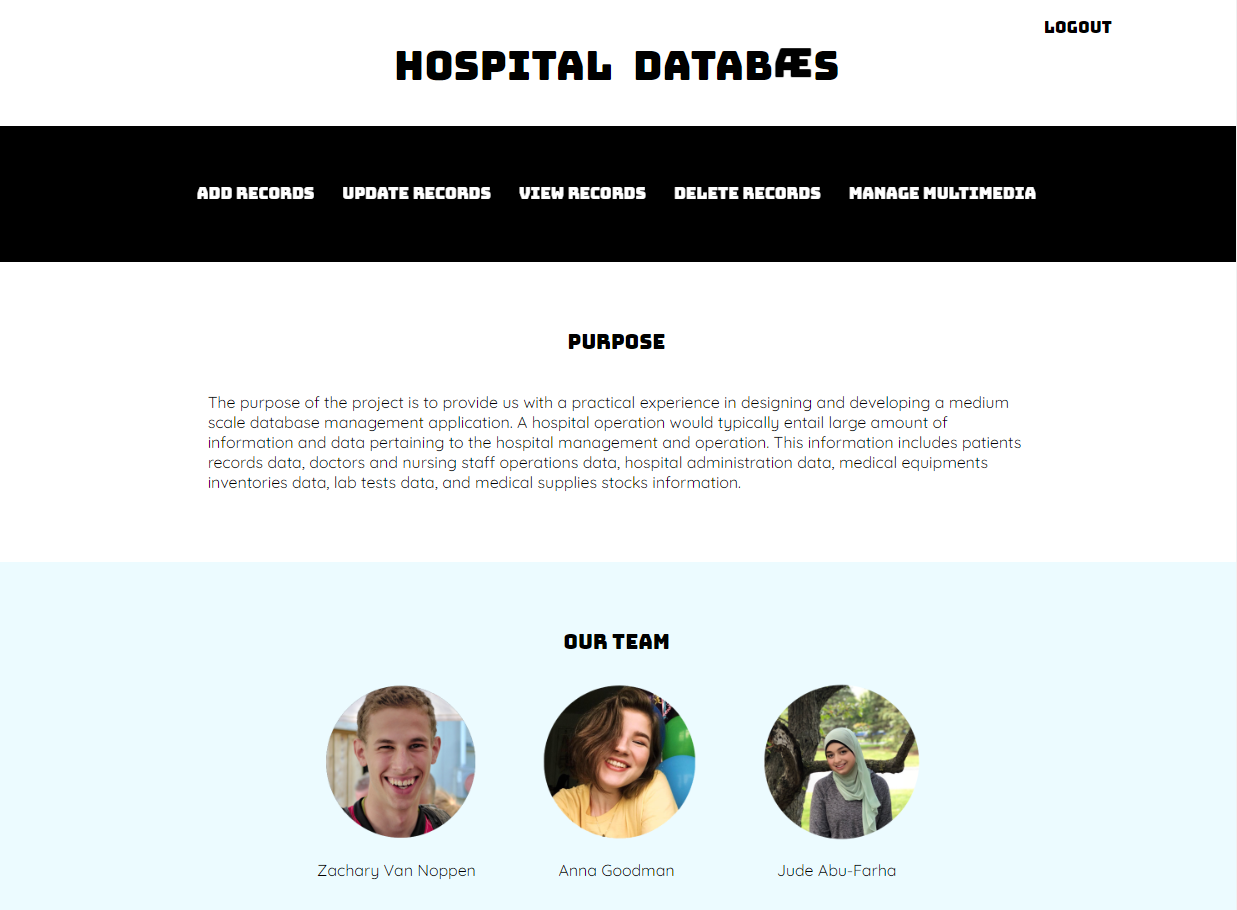 LOGOUT
HOSPITAL DATABÆS
ADD RECORDS UPDATE RECORDS VIEW RECORDS DELETE RECORDS MANAGE MULTIMEDIA
PURPOSE
The purpose of the project is to provide us with a practical experience in designing and developing a medium
scale database management application. A hospital operation would typically entail large amount of
information and data pertaining to the hospital management and operation. This information includes patients
records data, doctors and nursing staff operations data, hospital administration data, medical equipments
inventories data, lab tests data, and medical supplies stocks information.
OUR TEAM
Zachary Van Noppen Anna Goodman Jude Abu-Farha